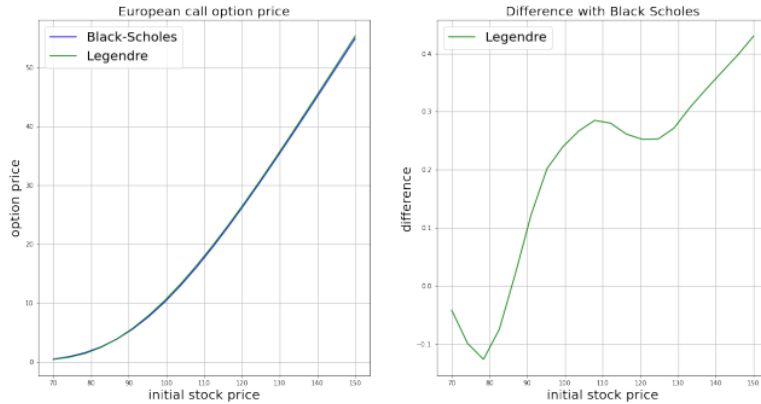 European call option price
Black-Scholes
Legendre
option price
50
40
30
20
10
0
70 80 90 100 110 120 130 140 150
initial stock price
Difference with Black Scholes
Legendre
difference
0.4
0.3
0.2
0.1
0.0
−0.1
70 80 90 100 110 120 130 140 150
initial stock price